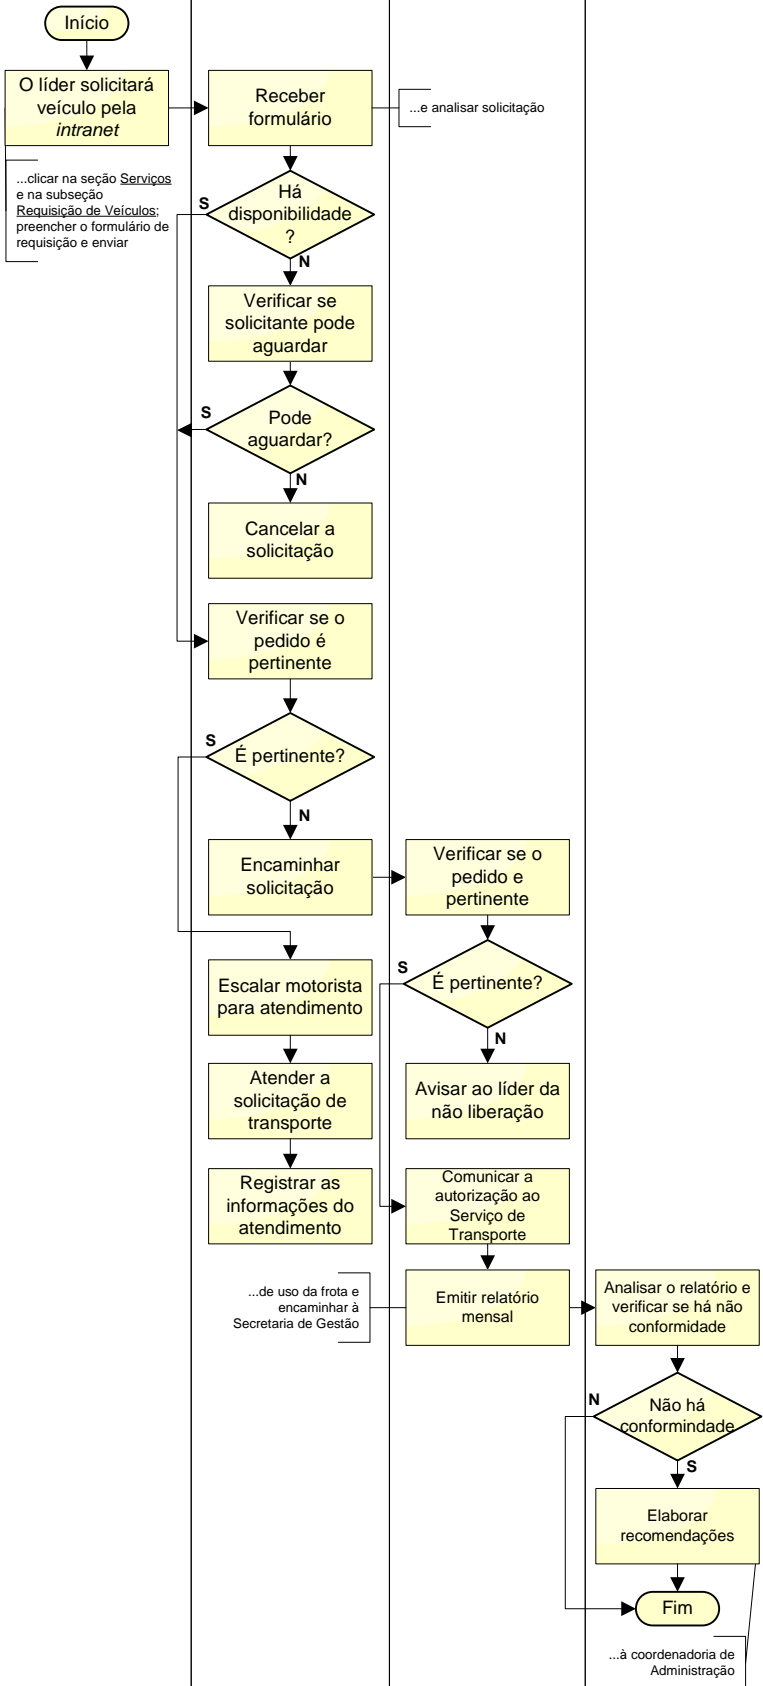 Início
O líder solicitará
veículo pela
intranet
...clicar na seção Serviços
e na subseção
Requisição de Veículos;
preencher o formulário de
requisição e enviar
Receber
formulário
...e analisar solicitação
Há
disponibilidade
?
S
N
Verificar se
solicitante pode
aguardar
Pode
aguardar?
S
N
Cancelar a
solicitação
Verificar se o
pedido é
pertinente
É pertinente?
S
N
Encaminhar
solicitação
Verificar se o
pedido e
pertinente
É pertinente?
S
N
Escalar motorista
para atendimento
Atender a
solicitação de
transporte
Registrar as
informações do
atendimento
Avisar ao líder da
não liberação
Comunicar a
autorização ao
Serviço de
Transporte
...de uso da frota e
encaminhar à
Secretaria de Gestão
Emitir relatório
mensal
Analisar o relatório e
verificar se há não
conformidade
Não há
conformindade
N
S
Elaborar
recomendações
Fim
...à coordenadoria de
Administração